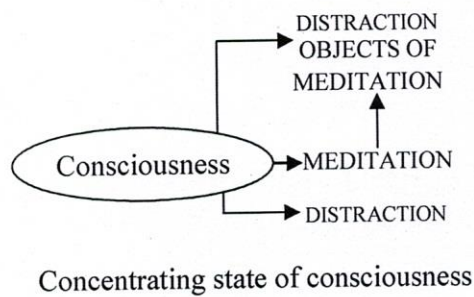 DISTRACTION
OBJECTS OF
MEDITATION
Consciousness
MEDITATION
DISTRACTION
Concentrating state of consciousness